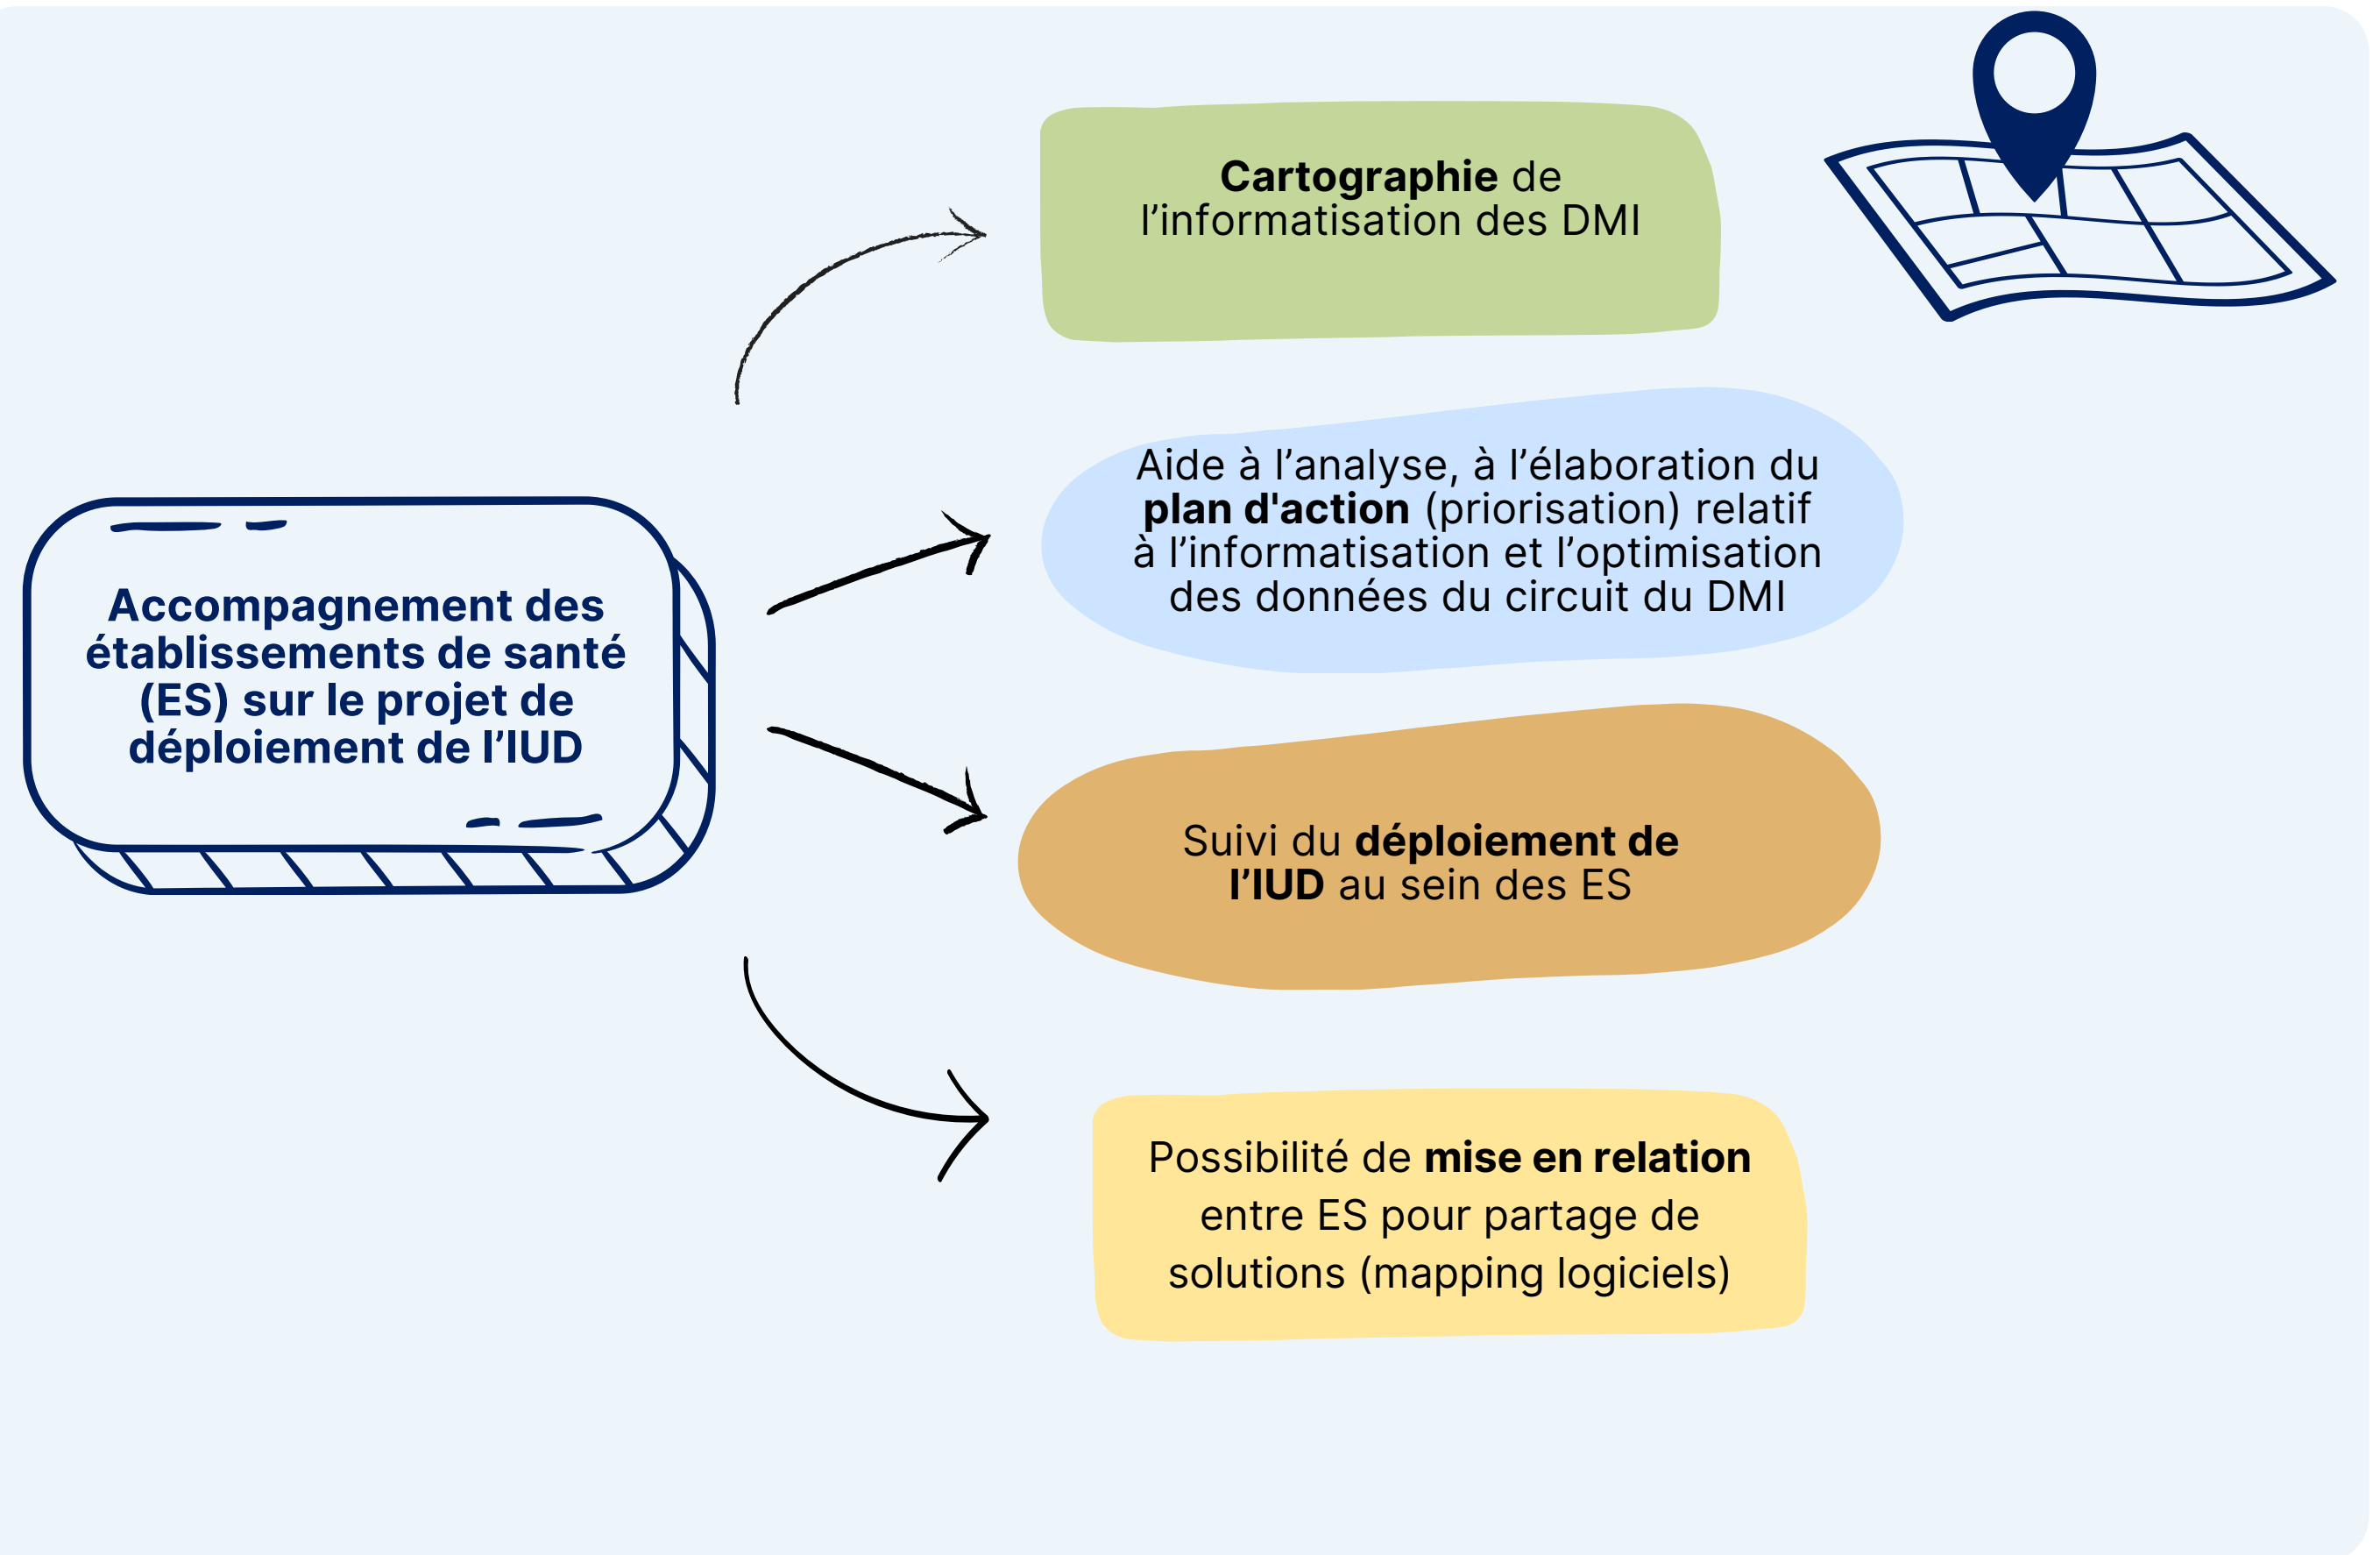 Cartographie de
l’informatisation des DMI
Aide à l’analyse, à l’élaboration du
plan d'action (priorisation) relatif
à l’informatisation et l’optimisation
des données du circuit du DMI
Accompagnement des
établissements de santé
(ES) sur le projet de
déploiement de l’IUD
Suivi du déploiement de
l’IUD au sein des ES
Possibilité de mise en relation
entre ES pour partage de
solutions (mapping logiciels)